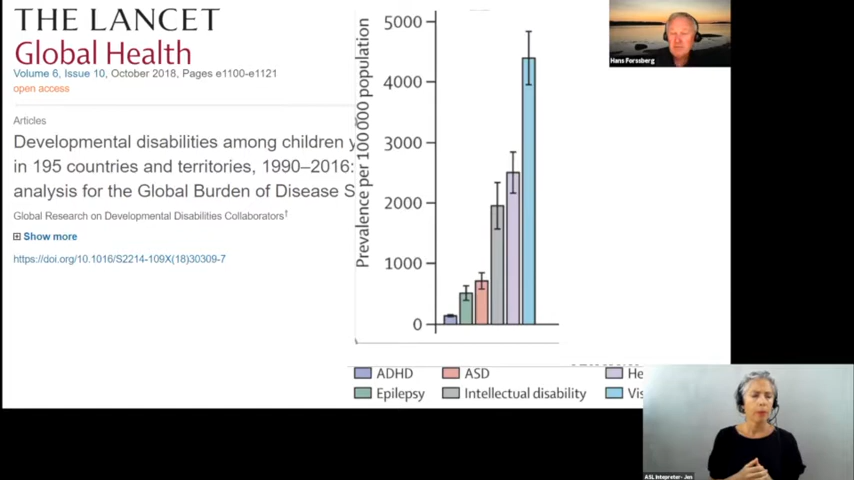 THE LANCET
Global Health
Volume 6, Issue 10, October 2018, Pages e1100-e1121
open access
Articles
Developmental disabilities among children y
in 195 countries and territories, 1990–2016:
analysis for the Global Burden of Disease S
Global Research on Developmental Disabilities Collaborators†
Show more
https://doi.org/10.1016/S2214-109X(18)30309-7
Prevalence per 100 000 population
5000
4000
3000
2000
1000
0
ADHD
ASD
He
Epilepsy
Intellectual disability
Vis
Hans Forssberg
ASL Intepreter- Jen